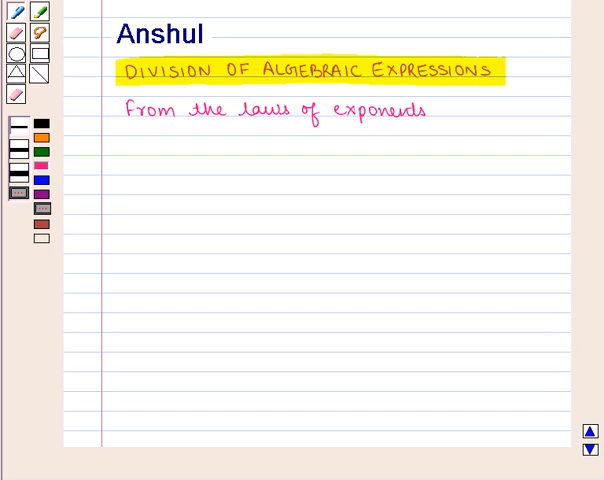 Anshul
DIVISION OF ALGEBRAIC EXPRESSIONS
From the laws of exponents